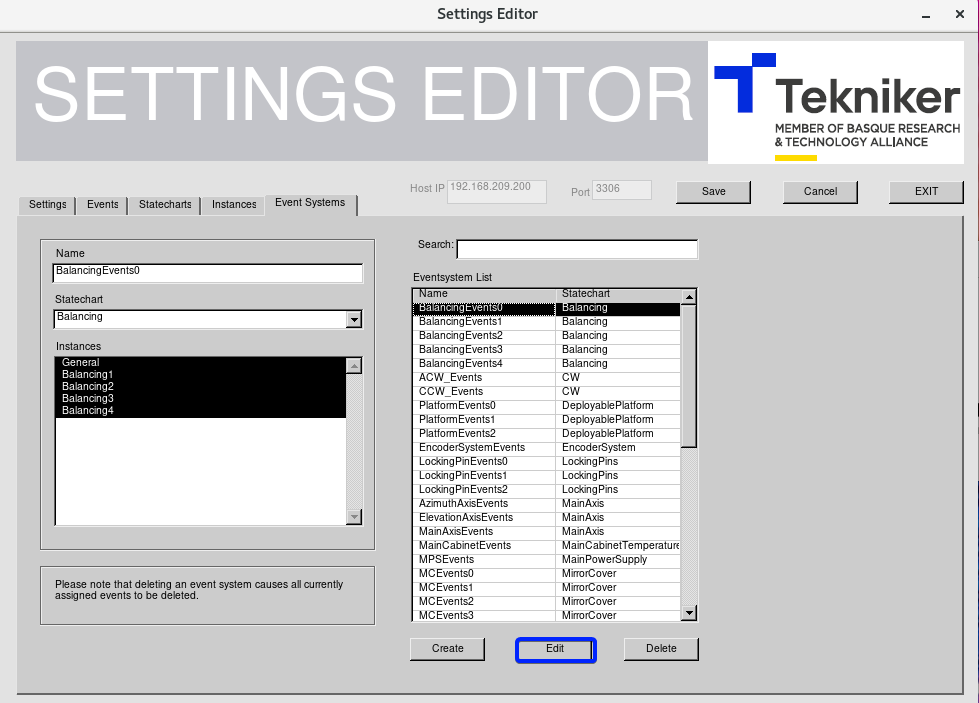 Settings Editor
SETTINGS EDITOR
Tekniker
MEMBER OF BASQUE RESEARCH
& TECHNOLOGY ALLIANCE
Host IP 192.168.209.200 Port 3306 Save Cancel EXIT
Settings Events Statecharts Instances Event Systems
Name
BalancingEvents0
Statechart
Balancing
Instances
General
Balancing1
Balancing2
Balancing3
Balancing4
Please note that deleting an event system causes all currently
assigned events to be deleted.
Search:
Eventsystem List
Name Statechart
BalancingEvents0 Balancing
BalancingEvents1 Balancing
BalancingEvents2 Balancing
BalancingEvents3 Balancing
BalancingEvents4 Balancing
ACW_Events CW
CCW_Events CW
PlatformEvents0 DeployablePlatform
PlatformEvents1 DeployablePlatform
PlatformEvents2 DeployablePlatform
EncoderSystemEvents EncoderSystem
LockingPinEvents0 LockingPins
LockingPinEvents1 LockingPins
LockingPinEvents2 LockingPins
AzimuthAxisEvents MainAxis
ElevationAxisEvents MainAxis
MainAxisEvents MainAxis
MainCabinetEvents MainCabinetTemperature
MPSEvents MainPowerSupply
MCEvents0 MirrorCover
MCEvents1 MirrorCover
MCEvents2 MirrorCover
MCEvents3 MirrorCover
Create Edit Delete